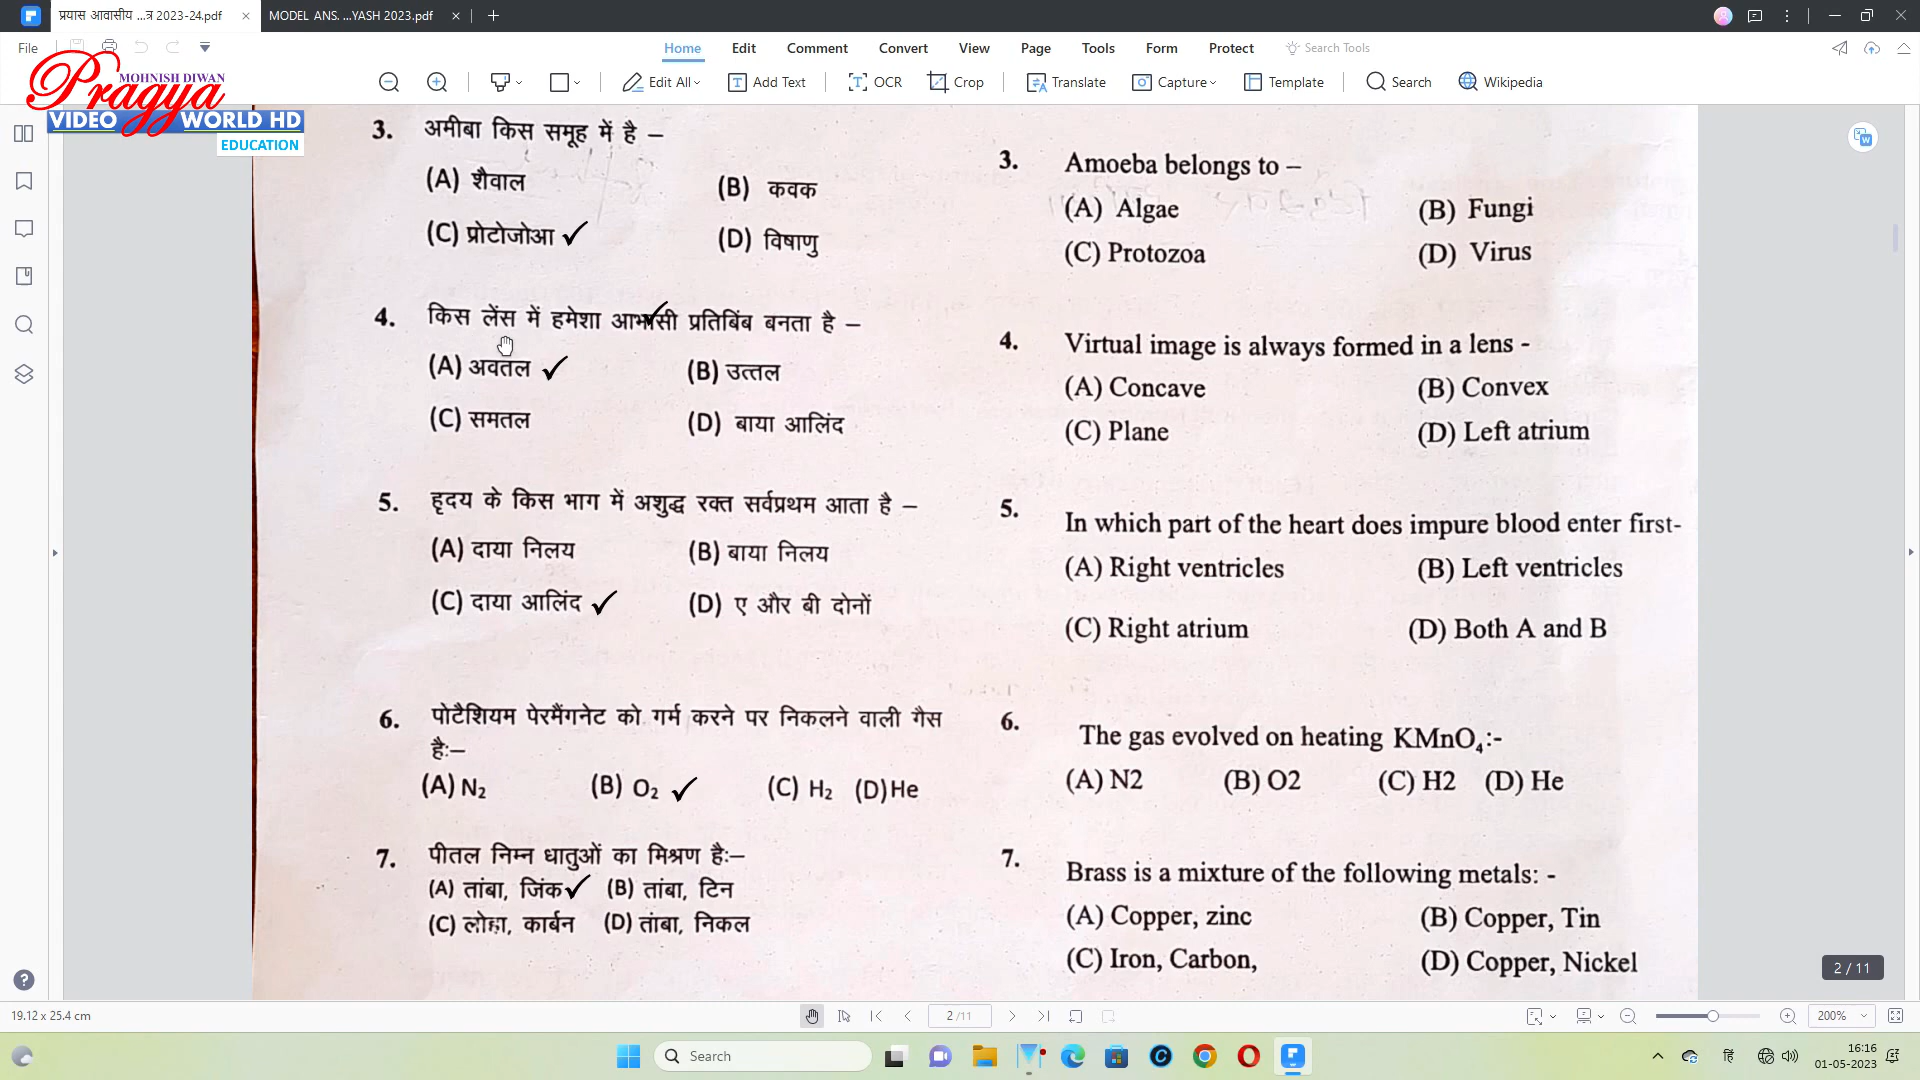 प्रयास आवासीय ...त्र 2023-24.pdf
MODEL ANS. ...YASH 2023.pdf
File
Home Edit Comment Convert View Page Tools Form Protect Search Tools
Edit All Add Text OCR Crop Translate Capture Template Search Wikipedia
MOHNISH DIWAN
Pragya
VIDEO WORLD HD
EDUCATION
3. अमीबा किस समूह में है –
(A) शैवाल (B) कवक
(C) प्रोटोजोआ ✓ (D) विषाणु
4. किस लेंस में हमेशा आभासी प्रतिबिंब बनता है –
(A) अवतल ✓ (B) उत्तल
(C) समतल (D) बाया आलिंद
5. हृदय के किस भाग में अशुद्ध रक्त सर्वप्रथम आता है –
(A) दाया निलय (B) बाया निलय
(C) दाया आलिंद ✓ (D) ए और बी दोनों
6. पोटैशियम पेरमैंगनेट को गर्म करने पर निकलने वाली गैस
है:–
(A) N₂ (B) O₂ ✓ (C) H₂ (D) He
7. पीतल निम्न धातुओं का मिश्रण है:–
(A) तांबा, जिंक ✓ (B) तांबा, टिन
(C) लोहा, कार्बन (D) तांबा, निकल
3. Amoeba belongs to –
(A) Algae (B) Fungi
(C) Protozoa (D) Virus
4. Virtual image is always formed in a lens -
(A) Concave (B) Convex
(C) Plane (D) Left atrium
5. In which part of the heart does impure blood enter first-
(A) Right ventricles (B) Left ventricles
(C) Right atrium (D) Both A and B
6. The gas evolved on heating KMnO₄:-
(A) N2 (B) O2 (C) H2 (D) He
7. Brass is a mixture of the following metals: -
(A) Copper, zinc (B) Copper, Tin
(C) Iron, Carbon, (D) Copper, Nickel
2 / 11
19.12 x 25.4 cm
2 /11
200%
Search
हिं
16:16
01-05-2023